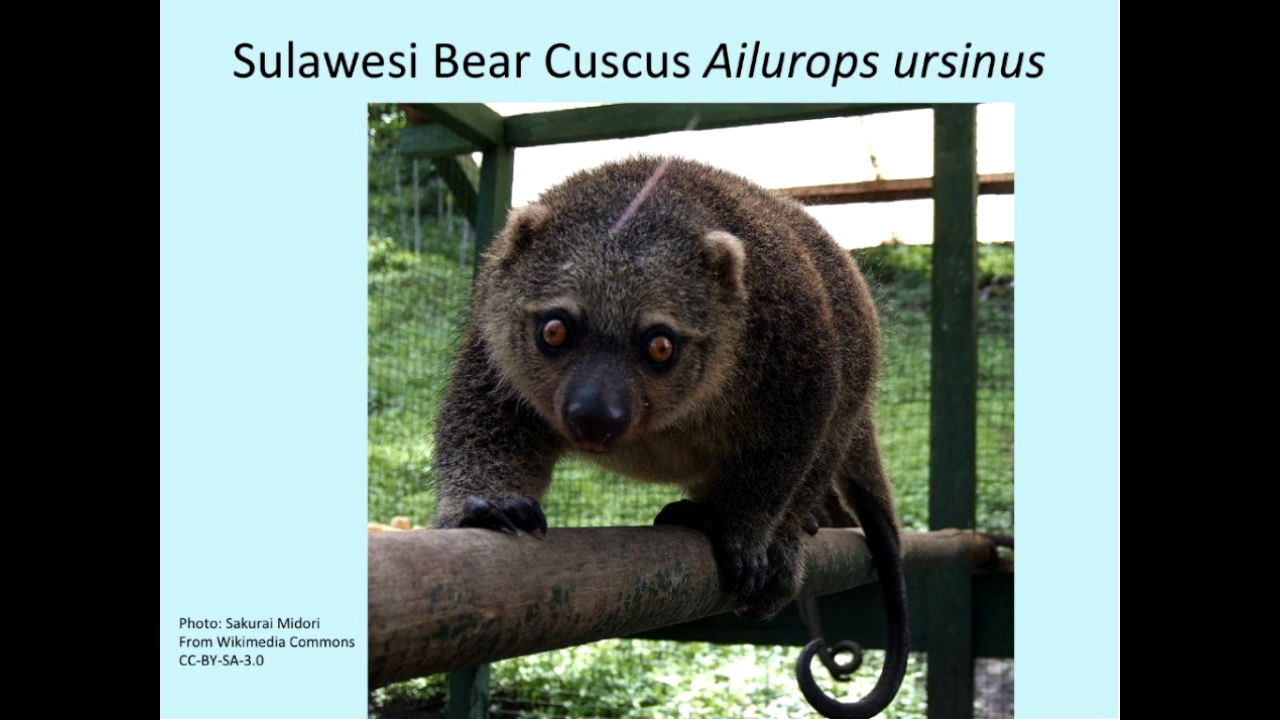 Sulawesi Bear Cuscus Ailurops ursinus
Photo: Sakurai Midori
From Wikimedia Commons
CC-BY-SA-3.0